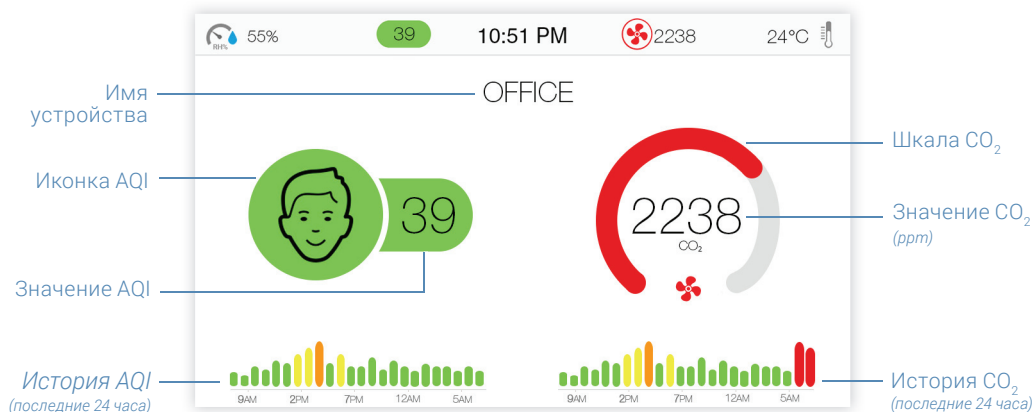 RH%
55%
39
10:51 PM
2238
24°C
OFFICE
Имя
устройства
Иконка AQI
39
Значение AQI
Шкала CO₂
2238
CO₂
Значение CO₂
(ppm)
История AQI
(последние 24 часа)
9AM 2PM 7PM 12AM 5AM
9AM 2PM 7PM 12AM 5AM
История CO₂
(последние 24 часа)